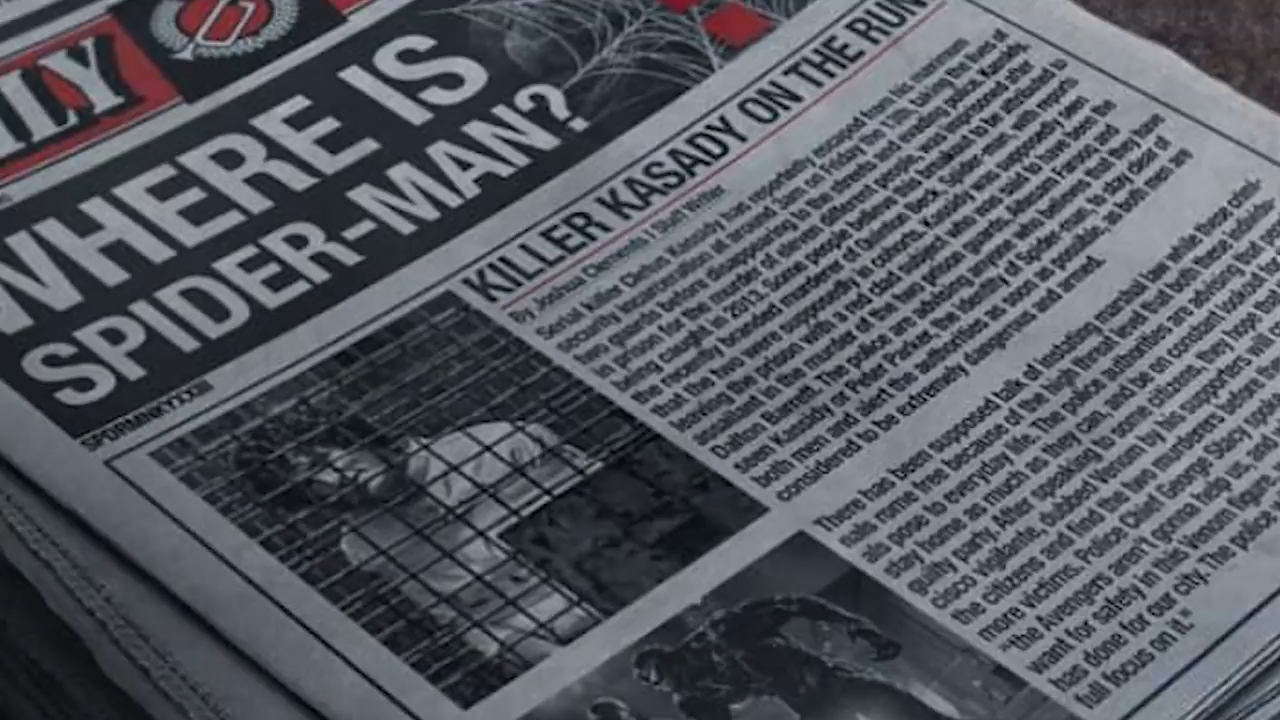 ILY
WHERE IS
SPIDER-MAN?
SPDRMNKYXXIII
KILLER KASADY ON THE RUN
By Joshua Clements | Staff Writer
Serial killer Cletus Kasady had reportedly escaped from his maximum
security incarceration at around 3am on Friday the 13th, taking the lives of
two guards before disappearing to the streets and evading police. Kasady,
in prison for the murder of eleven different people, was imprisoned after
being caught in 2012. Some people believe this breakout to be attributed to
the recently branded murderer of Quentin Beck, Spider-man, with report
that the two were supposedly in cohorts. Kasady was supposedly seen
leaving the prison with a red clad suspect who is said to have been the
assailant in the murders of the two prison guards, Jameson Faroes and
Dalton Barrett. The police are advising anyone who believes that they have
seen Kasady or Peter Parker, the identity of Spider-man, to stay clear of
both men and alert the authorities as soon as possible, as both men are
considered to be extremely dangerous and armed.
There has been supposed talk of instating marshal law while these crimi-
nals rome free because of the high threat level that both these individu-
als pose to everyday life. The police authorities are advising that
stay home as much as they can, and be on constant lookout for
guilty party. After speaking to some citizens, they hope that
cisco vigilante, dubbed Venom by his supporters will
the citizens and find the two murderers before
more victims. Police Chief George Stacy
"the Avengers aren't gonna help us, and
want for safety in this Venom figure
has done for our city. The police,
full focus on it."